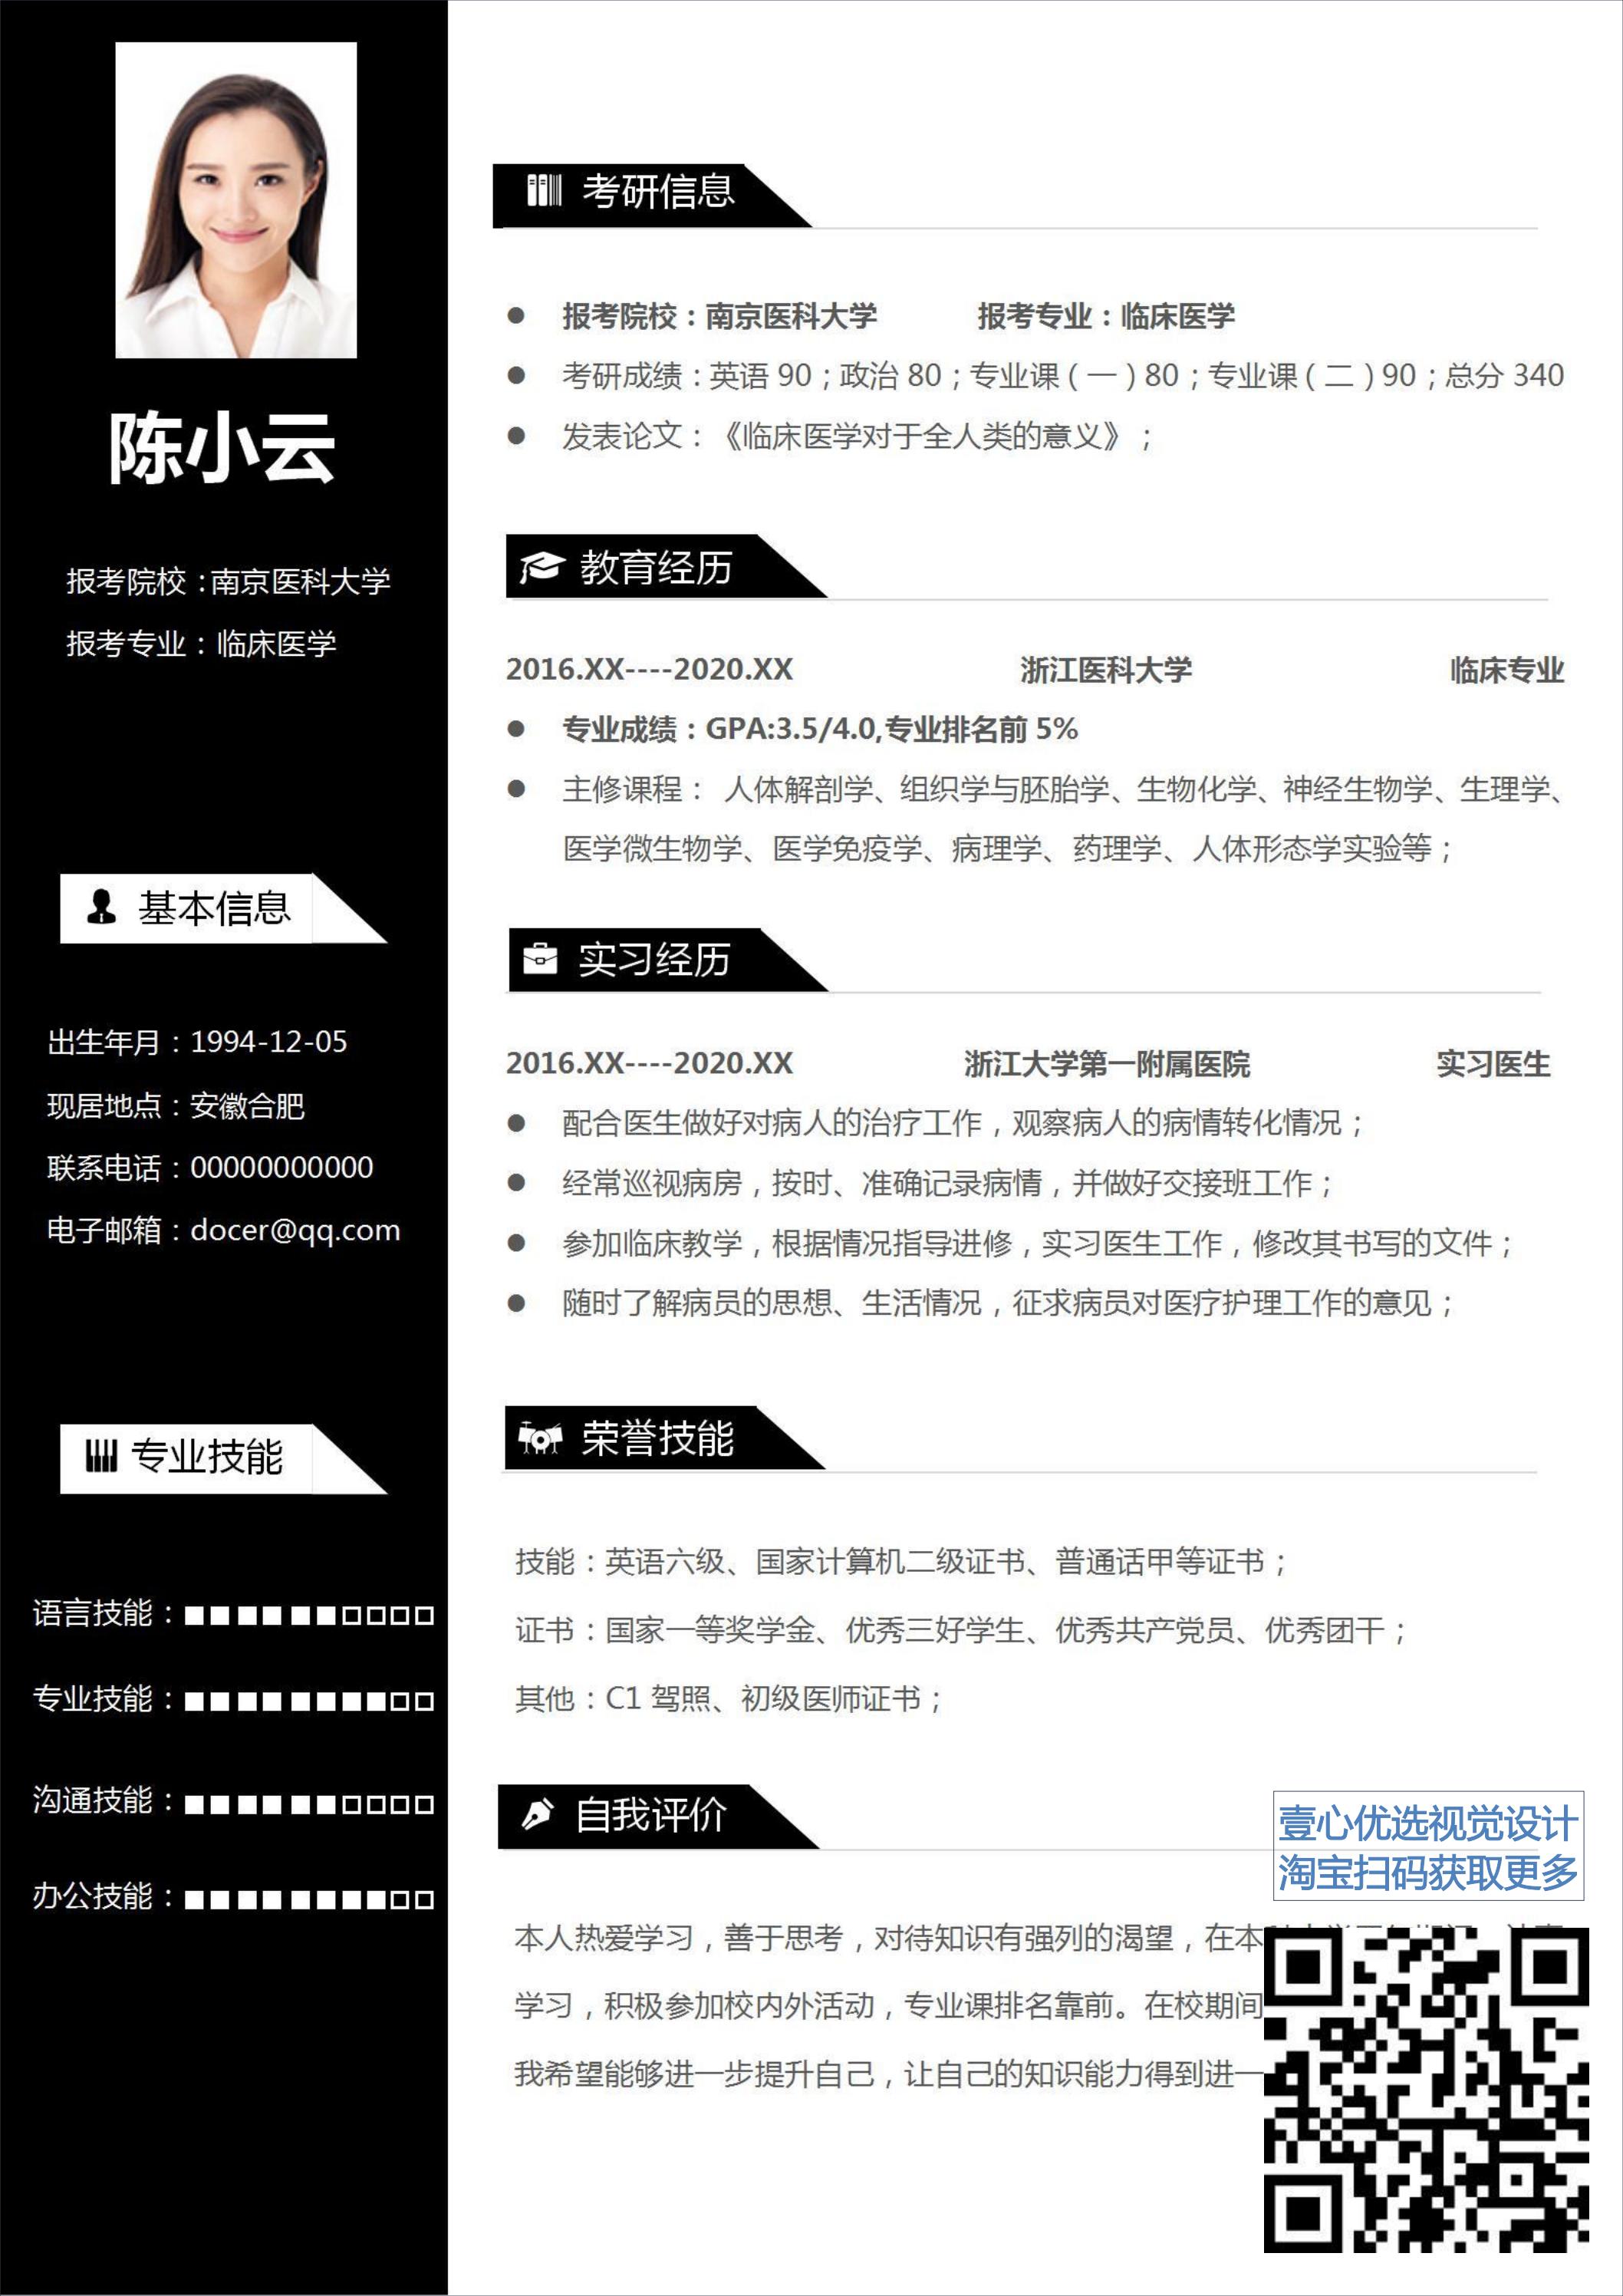 陈小云
报考院校：南京医科大学
报考专业：临床医学
基本信息
出生年月：1994-12-05
现居地点：安徽合肥
联系电话：00000000000
电子邮箱：docer@qq.com
专业技能
语言技能：■■■■■■□□□□
专业技能：■■■■■■■■□□
沟通技能：■■■■■■□□□□
办公技能：■■■■■■■■□□
考研信息
● 报考院校：南京医科大学 报考专业：临床医学
● 考研成绩：英语 90；政治 80；专业课（一）80；专业课（二）90；总分 340
● 发表论文：《临床医学对于全人类的意义》；
教育经历
2016.XX----2020.XX 浙江医科大学 临床专业
● 专业成绩：GPA:3.5/4.0,专业排名前 5%
● 主修课程： 人体解剖学、组织学与胚胎学、生物化学、神经生物学、生理学、
医学微生物学、医学免疫学、病理学、药理学、人体形态学实验等；
实习经历
2016.XX----2020.XX 浙江大学第一附属医院 实习医生
● 配合医生做好对病人的治疗工作，观察病人的病情转化情况；
● 经常巡视病房，按时、准确记录病情，并做好交接班工作；
● 参加临床教学，根据情况指导进修，实习医生工作，修改其书写的文件；
● 随时了解病员的思想、生活情况，征求病员对医疗护理工作的意见；
荣誉技能
技能：英语六级、国家计算机二级证书、普通话甲等证书；
证书：国家一等奖学金、优秀三好学生、优秀共产党员、优秀团干；
其他：C1 驾照、初级医师证书；
自我评价
壹心优选视觉设计
淘宝扫码获取更多
本人热爱学习，善于思考，对待知识有强列的渴望，在本
学习，积极参加校内外活动，专业课排名靠前。在校期间
我希望能够进一步提升自己，让自己的知识能力得到进一